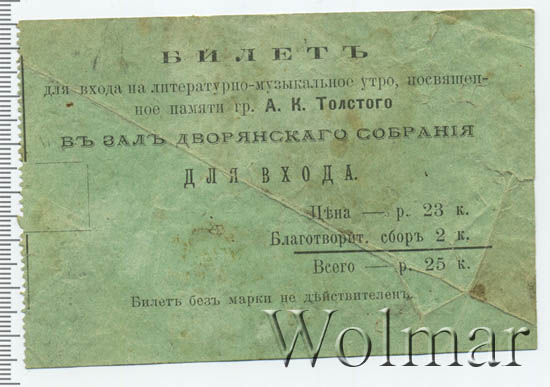 БИЛЕТЪ
для входа на литературно-музыкальное утро, посвящен-
ное памяти гр. А. К. Толстого
ВЪ ЗАЛѢ ДВОРЯНСКАГО СОБРАНІЯ
ДЛЯ ВХОДА.
Цѣна — р. 23 к.
Благотворит. сборъ 2 к.
Всего — р. 25 к.
Билетъ безъ марки не дѣйствителенъ.
Wolmar